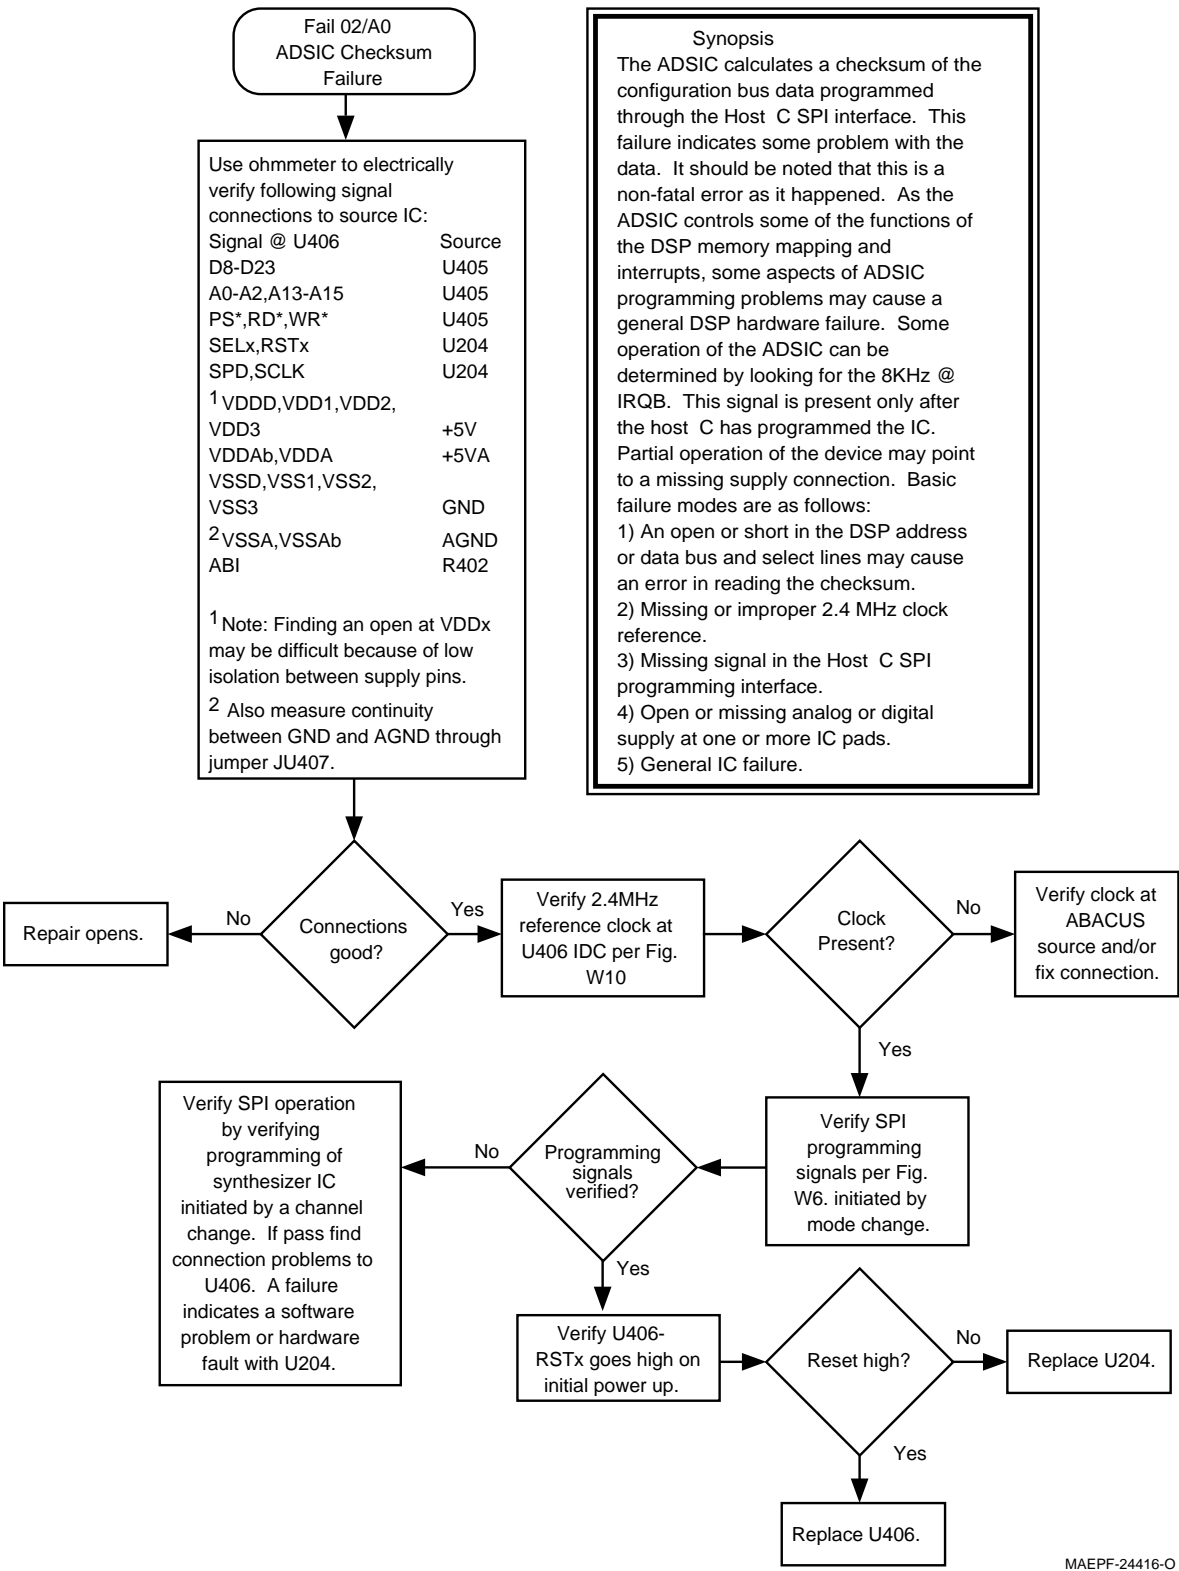 Fail 02/A0
ADSIC Checksum
Failure
Use ohmmeter to electrically
verify following signal
connections to source IC:
Signal @ U406 Source
D8-D23 U405
A0-A2,A13-A15 U405
PS*,RD*,WR* U405
SELx,RSTx U204
SPD,SCLK U204
1 VDDD,VDD1,VDD2,
VDD3 +5V
VDDAb,VDDA +5VA
VSSD,VSS1,VSS2,
VSS3 GND
2 VSSA,VSSAb AGND
ABI R402
1 Note: Finding an open at VDDx
may be difficult because of low
isolation between supply pins.
2 Also measure continuity
between GND and AGND through
jumper JU407.
Synopsis
The ADSIC calculates a checksum of the
configuration bus data programmed
through the Host C SPI interface. This
failure indicates some problem with the
data. It should be noted that this is a
non-fatal error as it happened. As the
ADSIC controls some of the functions of
the DSP memory mapping and
interrupts, some aspects of ADSIC
programming problems may cause a
general DSP hardware failure. Some
operation of the ADSIC can be
determined by looking for the 8KHz @
IRQB. This signal is present only after
the host C has programmed the IC.
Partial operation of the device may point
to a missing supply connection. Basic
failure modes are as follows:
1) An open or short in the DSP address
or data bus and select lines may cause
an error in reading the checksum.
2) Missing or improper 2.4 MHz clock
reference.
3) Missing signal in the Host C SPI
programming interface.
4) Open or missing analog or digital
supply at one or more IC pads.
5) General IC failure.
Connections
good?
No
Repair opens.
Yes
Verify 2.4MHz
reference clock at
U406 IDC per Fig.
W10
Clock
Present?
No
Verify clock at
ABACUS
source and/or
fix connection.
Yes
Verify SPI
programming
signals per Fig.
W6. initiated by
mode change.
Programming
signals
verified?
No
Verify SPI operation
by verifying
programming of
synthesizer IC
initiated by a channel
change. If pass find
connection problems to
U406. A failure
indicates a software
problem or hardware
fault with U204.
Yes
Verify U406-
RSTx goes high on
initial power up.
Reset high?
No
Replace U204.
Yes
Replace U406.
MAEPF-24416-O